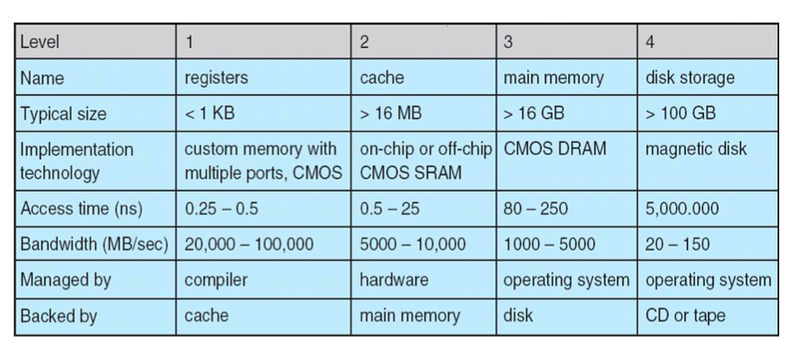 Level 1 2 3 4
Name registers cache main memory disk storage
Typical size < 1 KB > 16 MB > 16 GB > 100 GB
Implementation technology custom memory with multiple ports, CMOS on-chip or off-chip CMOS SRAM CMOS DRAM magnetic disk
Access time (ns) 0.25 – 0.5 0.5 – 25 80 – 250 5,000.000
Bandwidth (MB/sec) 20,000 – 100,000 5000 – 10,000 1000 – 5000 20 – 150
Managed by compiler hardware operating system operating system
Backed by cache main memory disk CD or tape